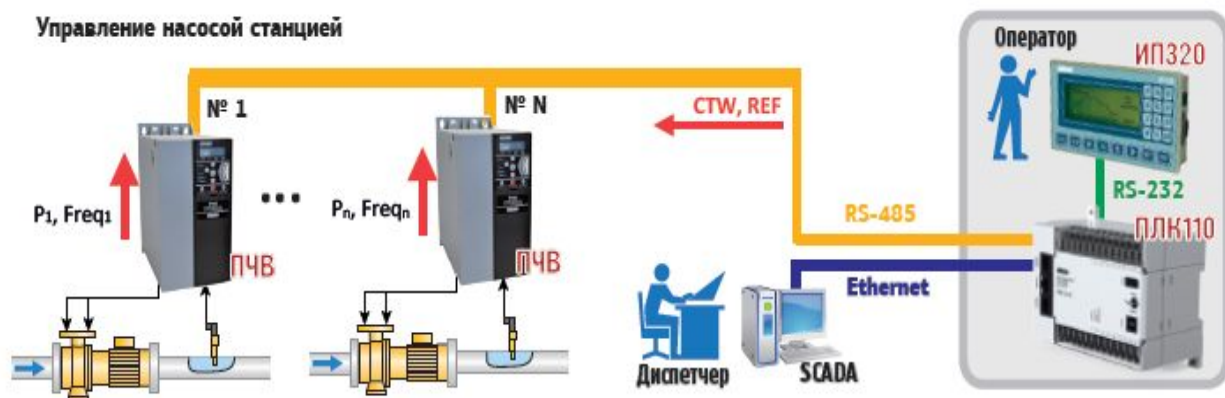 Управление насосой станцией
№ 1
№ N
CTW, REF
Оператор
ИП320
P1, Freq1
...
Pn, Freqn
ПЧВ
ПЧВ
RS-485
RS-232
ПЛК110
Ethernet
Диспетчер
SCADA